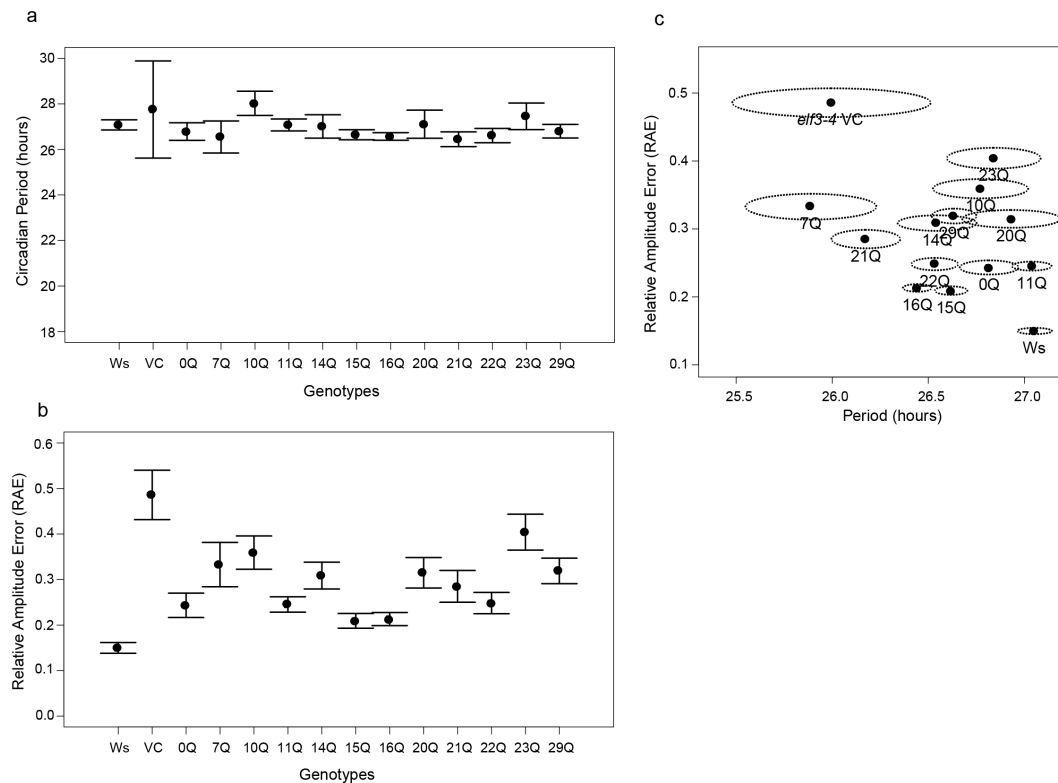 a
30
28
26
24
22
20
18
Circadian Period (hours)
Ws VC 0Q 7Q 10Q 11Q 14Q 15Q 16Q 20Q 21Q 22Q 23Q 29Q
Genotypes
b
0.6
0.5
0.4
0.3
0.2
0.1
0.0
Relative Amplitude Error (RAE)
Ws VC 0Q 7Q 10Q 11Q 14Q 15Q 16Q 20Q 21Q 22Q 23Q 29Q
Genotypes
c
0.5
0.4
0.3
0.2
0.1
Relative Amplitude Error (RAE)
elf3-4 VC
23Q
10Q
7Q
14Q
29Q
20Q
21Q
22Q
0Q
11Q
16Q
15Q
Ws
25.5 26.0 26.5 27.0
Period (hours)